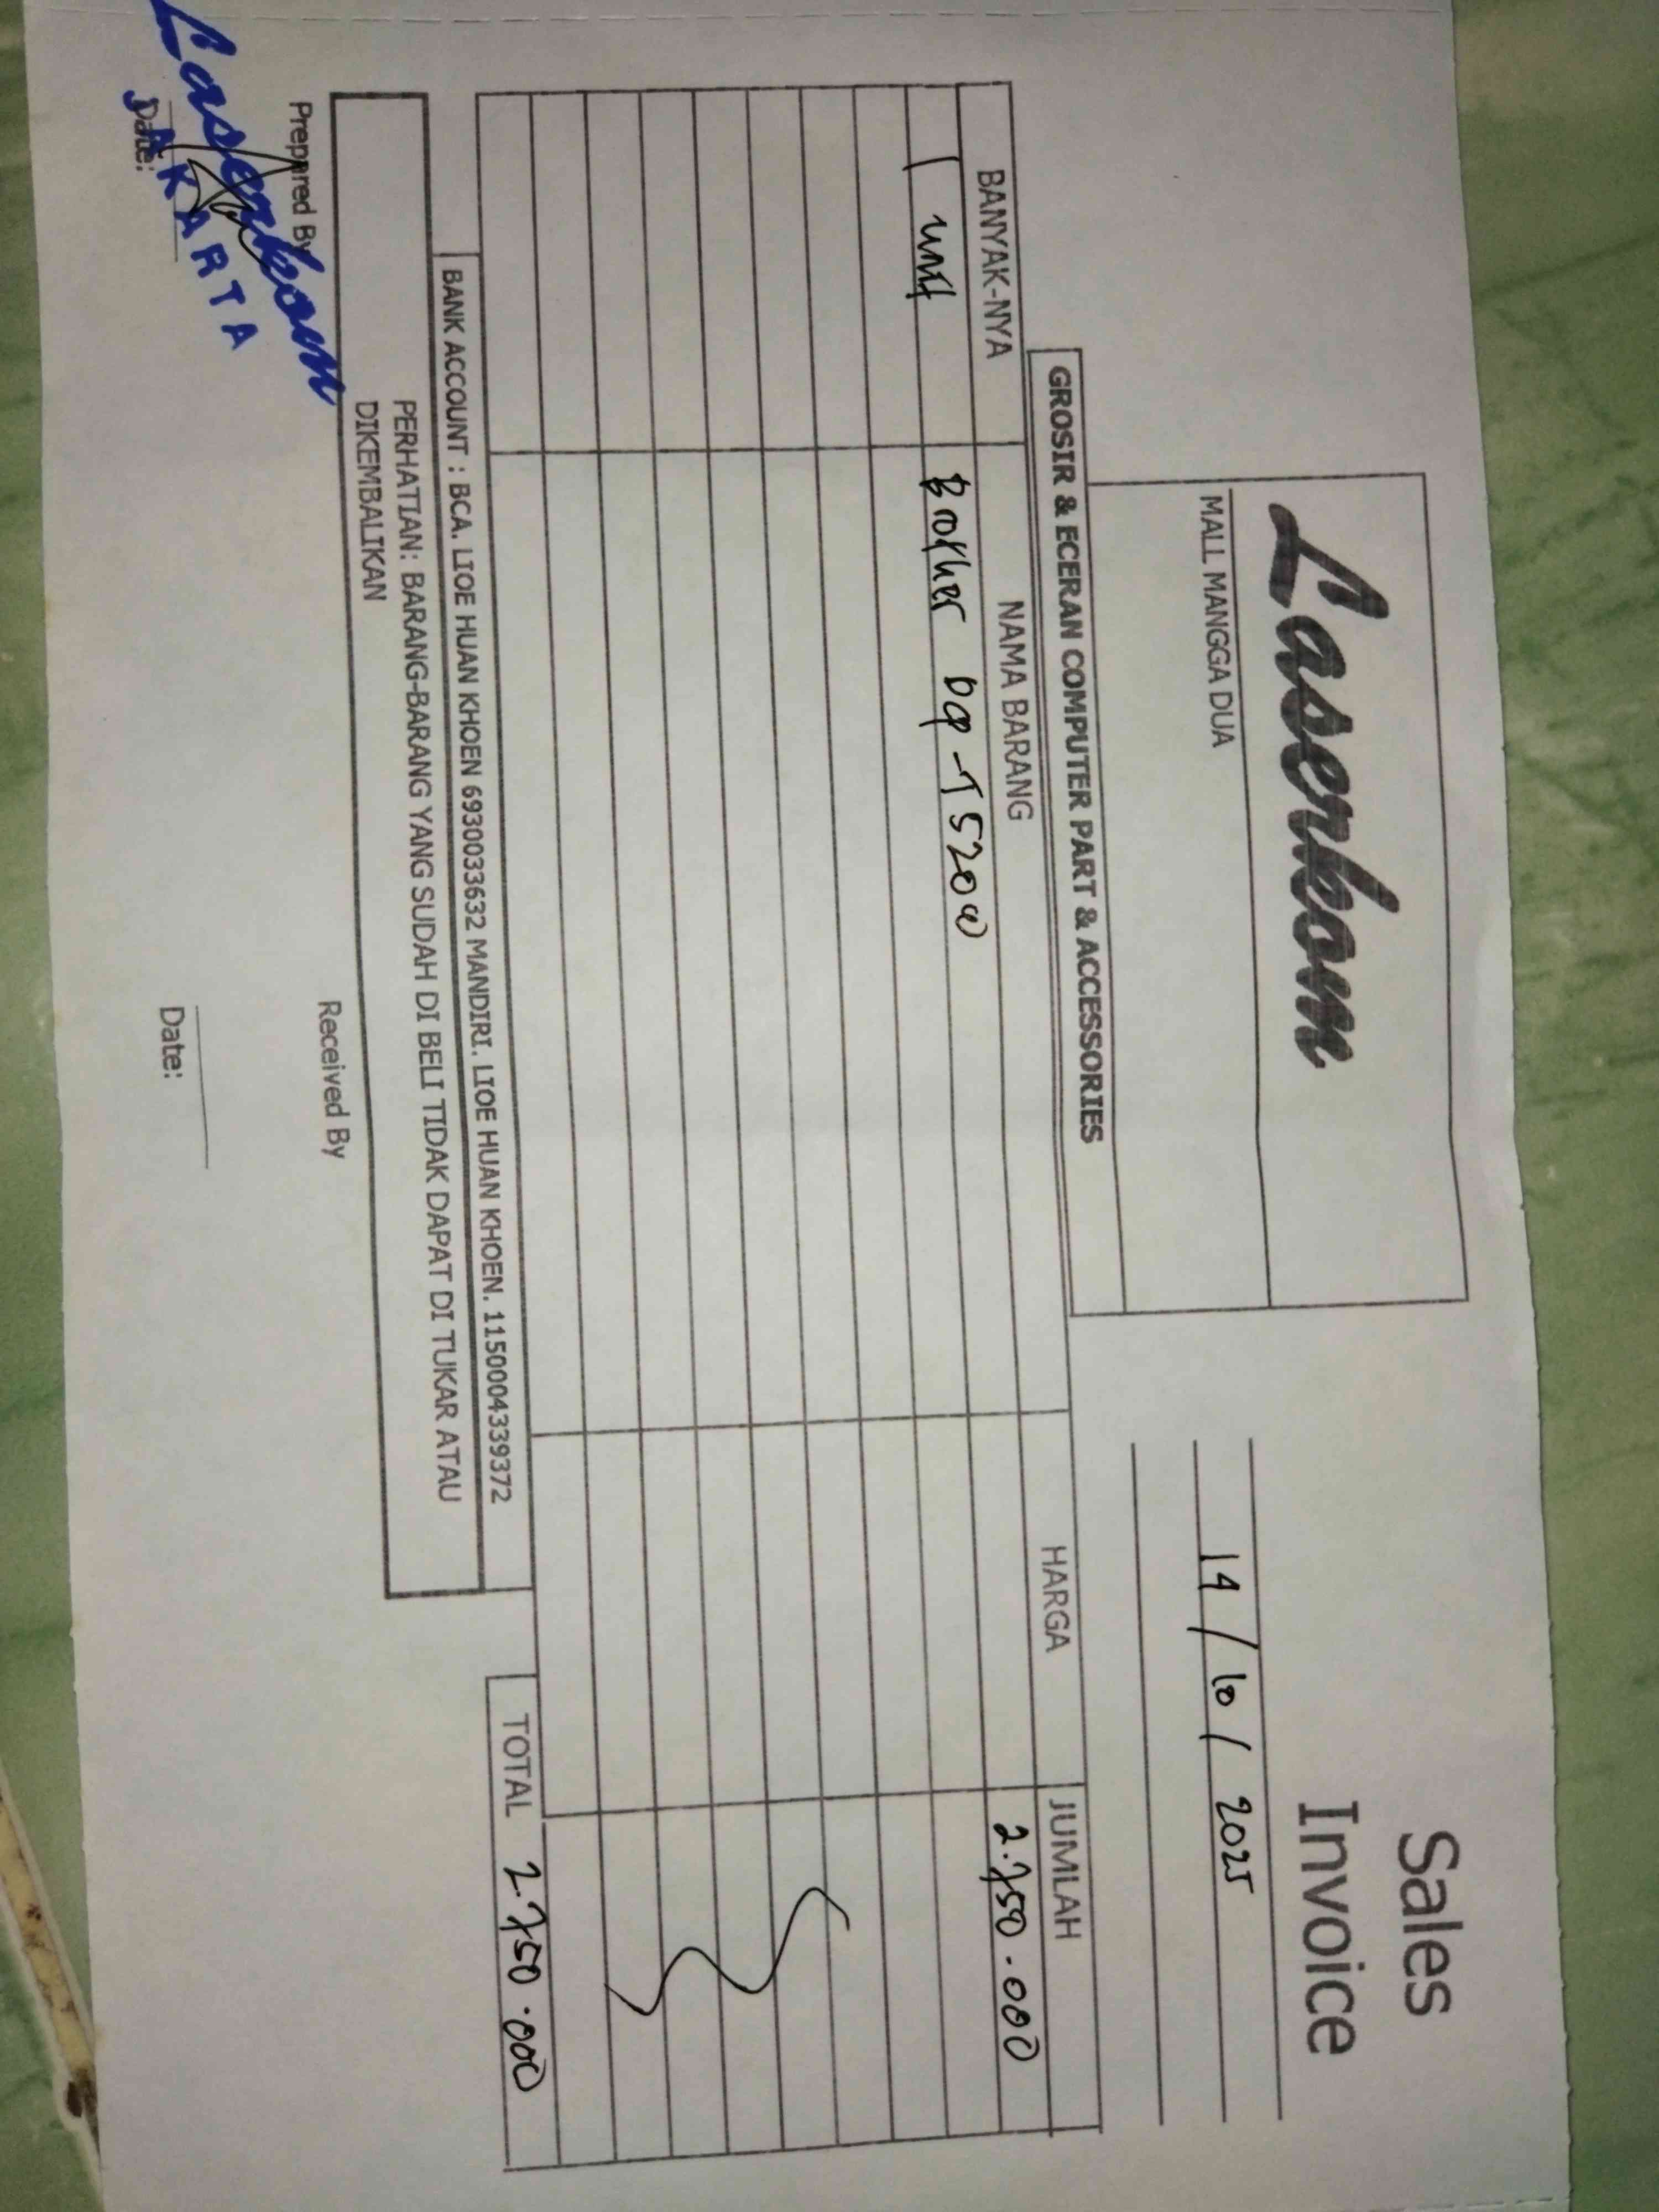 Laserkom
MALL MANGGA DUA
Sales
Invoice
14/10/2025
GROSIR & ECERAN COMPUTER PART & ACCESSORIES
BANYAK-NYA NAMA BARANG HARGA JUMLAH
1 unit Brother Dcp-T520W 2.750.000
BANK ACCOUNT : BCA. LIOE HUAN KHOEN 6930033632 MANDIRI. LIOE HUAN KHOEN. 1150004339372
TOTAL 2.750.000
PERHATIAN: BARANG-BARANG YANG SUDAH DI BELI TIDAK DAPAT DI TUKAR ATAU
DIKEMBALIKAN
Prepared By Received By
Laserkom
JAKARTA
Date: Date: